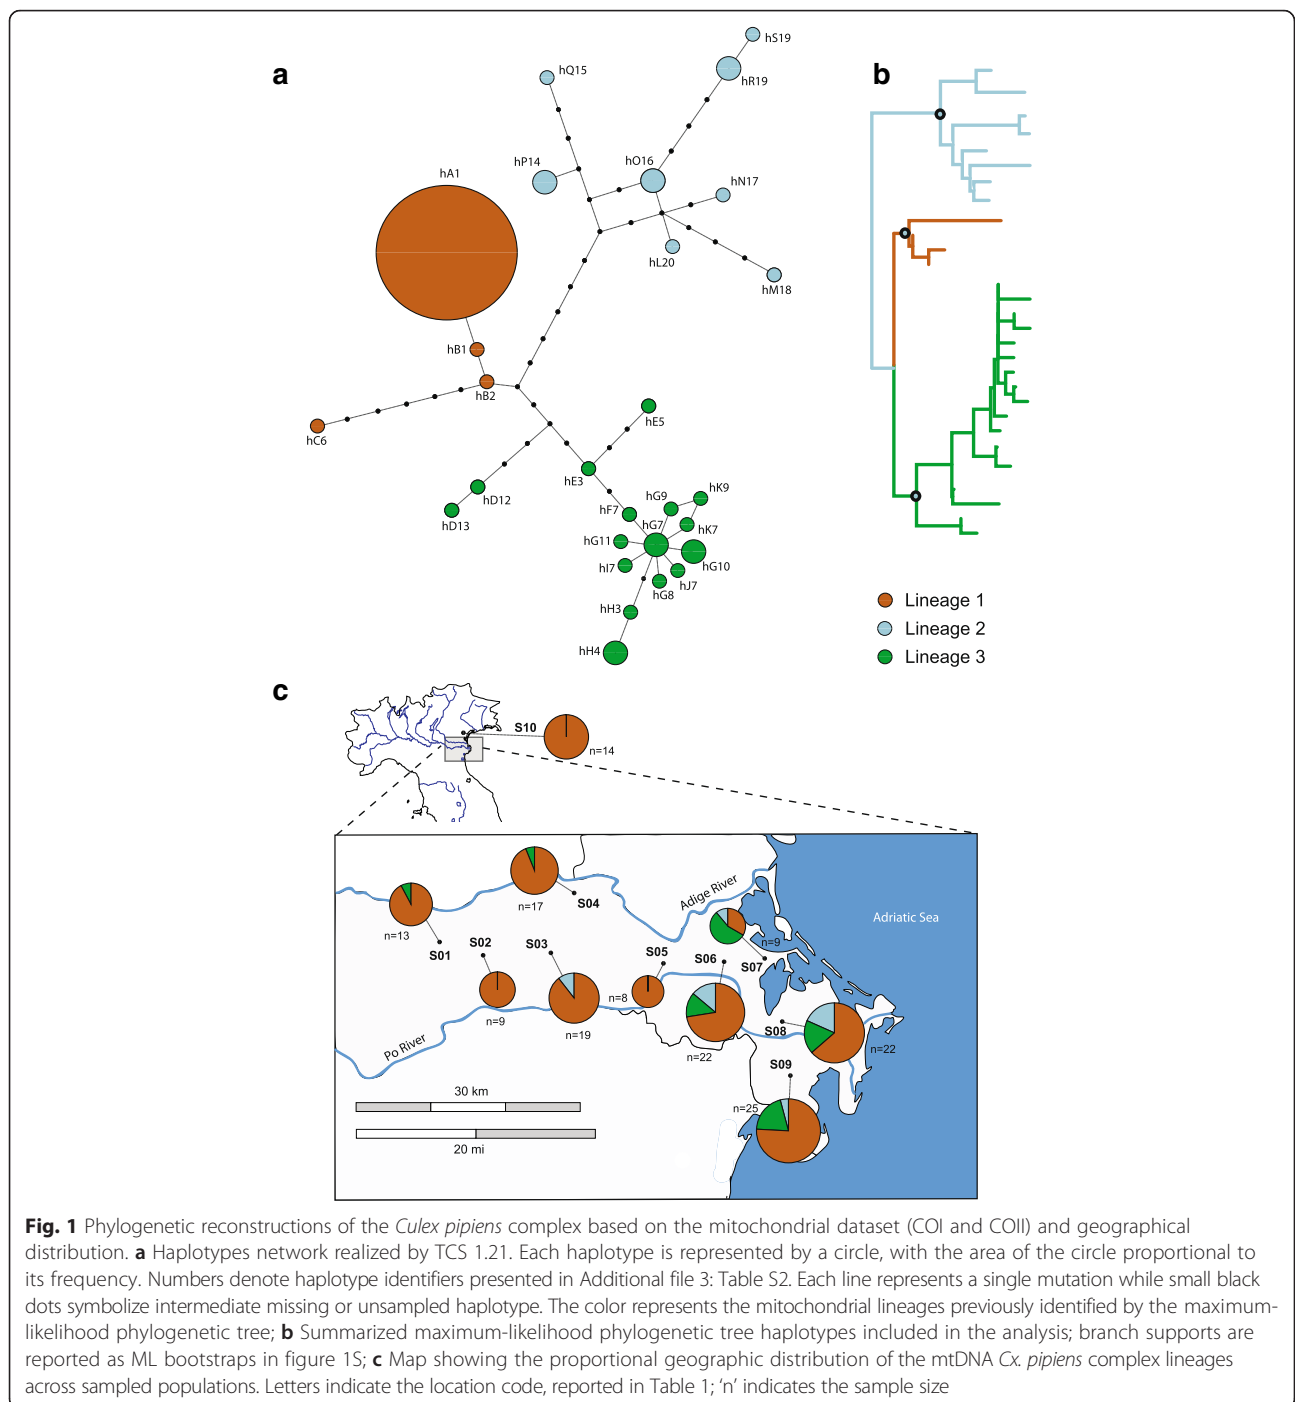 a
b
hS19
hR19
hQ15
hP14
hO16
hN17
hA1
hL20
hM18
hB1
hB2
hC6
hE5
hE3
hD12
hD13
hF7
hG9
hK9
hG7
hK7
hG11
hG10
hI7
hJ7
hG8
hH3
hH4
Lineage 1
Lineage 2
Lineage 3
c
S10
n=14
Adige River
Adriatic Sea
n=17
S04
n=13
S01
S02
S03
S05
S06
S07
n=9
n=8
n=9
n=19
S08
n=22
n=22
Po River
S09
n=25
30 km
20 mi
Fig. 1 Phylogenetic reconstructions of the Culex pipiens complex based on the mitochondrial dataset (COI and COII) and geographical
distribution. a Haplotypes network realized by TCS 1.21. Each haplotype is represented by a circle, with the area of the circle proportional to
its frequency. Numbers denote haplotype identifiers presented in Additional file 3: Table S2. Each line represents a single mutation while small black
dots symbolize intermediate missing or unsampled haplotype. The color represents the mitochondrial lineages previously identified by the maximum-
likelihood phylogenetic tree; b Summarized maximum-likelihood phylogenetic tree haplotypes included in the analysis; branch supports are
reported as ML bootstraps in figure 1S; c Map showing the proportional geographic distribution of the mtDNA Cx. pipiens complex lineages
across sampled populations. Letters indicate the location code, reported in Table 1; 'n' indicates the sample size